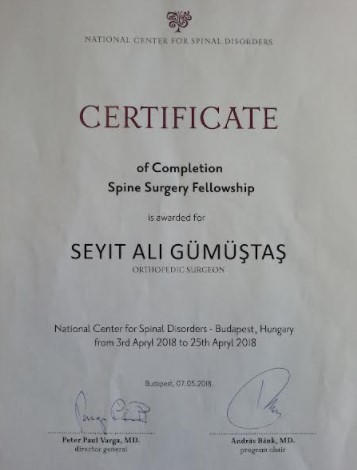 NATIONAL CENTER FOR SPINAL DISORDERS
CERTIFICATE
of Completion
Spine Surgery Fellowship
is awarded for
SEYIT ALI GÜMÜŞTAŞ
ORTHOPEDIC SURGEON
National Center for Spinal Disorders - Budapest, Hungary
from 3rd Apryl 2018 to 25th Apryl 2018
Budapest, 07.05.2018.
Peter Paul Varga, MD.
director general
András Bánk, MD.
program chair